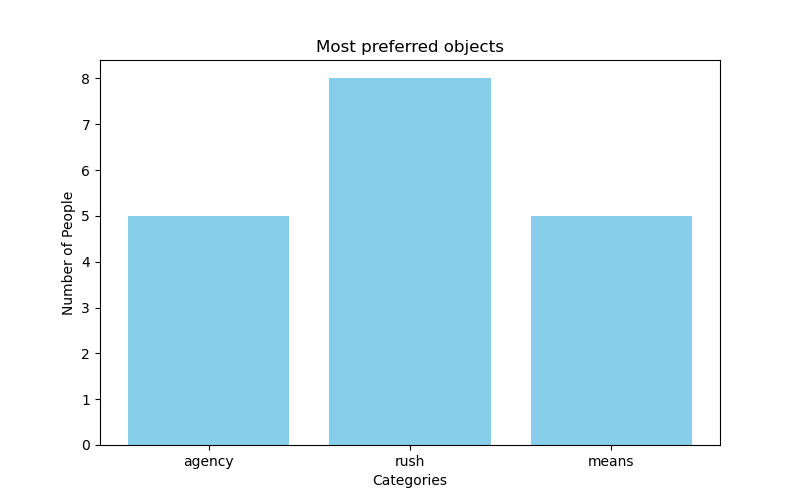 Most preferred objects
Number of People
8
7
6
5
4
3
2
1
0
agency rush means
Categories